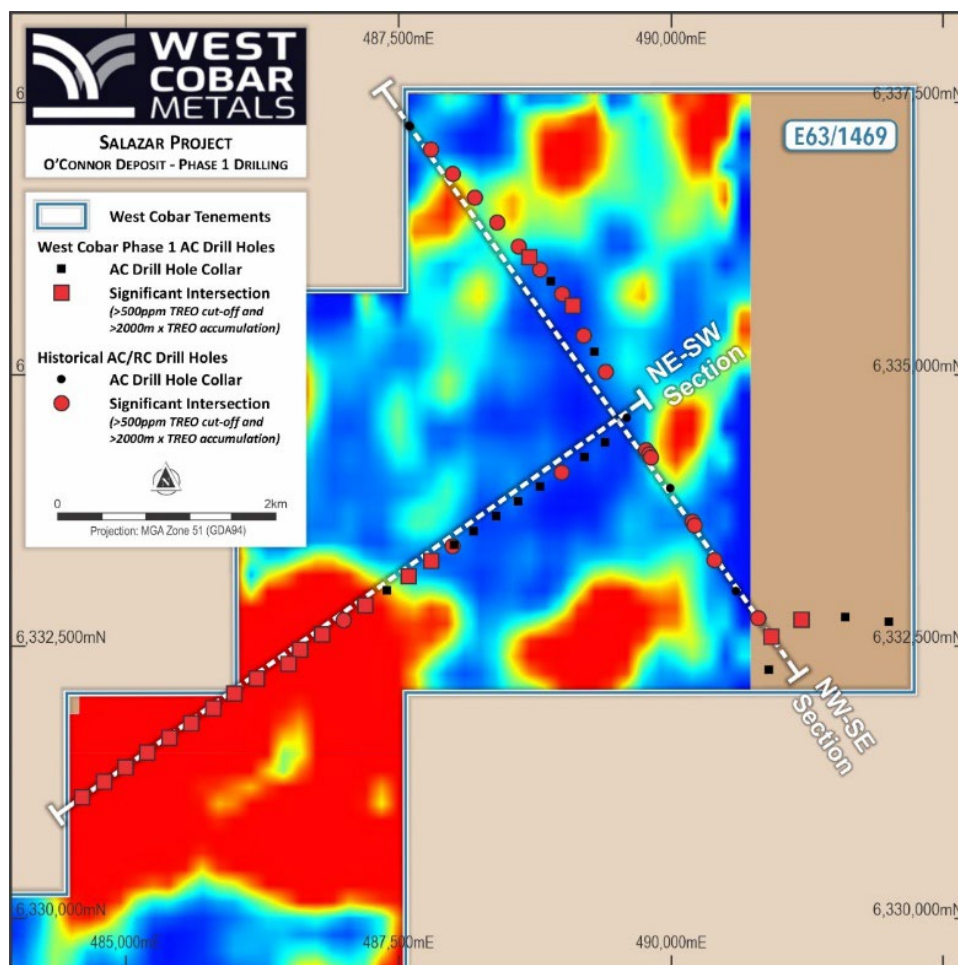 WEST
COBAR
METALS
SALAZAR PROJECT
O'CONNOR DEPOSIT - PHASE 1 DRILLING
West Cobar Tenements
West Cobar Phase 1 AC Drill Holes
AC Drill Hole Collar
Significant Intersection
(>500ppm TREO cut-off and
>2000m x TREO accumulation)
Historical AC/RC Drill Holes
AC Drill Hole Collar
Significant Intersection
(>500ppm TREO cut-off and
>2000m x TREO accumulation)
0 2km
Projection: MGA Zone 51 (GDA94)
487,500mE 490,000mE
6, 6,337,500mN
E63/1469
NE-SW
Section
6, 6,335,000mN
6,332,500mN 6,332,500mN
NW-SE
Section
6,330,000mN 6,330,000mN
485,000mE 487,500mE 490,000mE